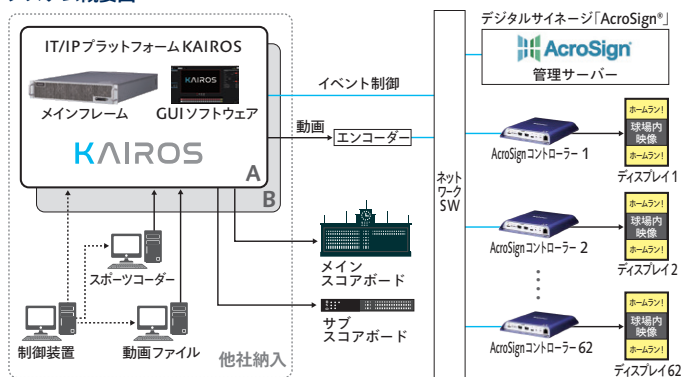 IT/IPプラットフォームKAIROS
メインフレーム
GUIソフトウェア
KAIROS
A
B
スポーツコーダー
制御装置
動画ファイル
他社納入
イベント制御
動画
エンコーダー
メイン
スコアボード
サブ
スコアボード
ネット
ワーク
SW
デジタルサイネージ「AcroSign®」
AcroSign®
管理サーバー
AcroSignコントローラー 1
ホームラン!
球場内
映像
ホームラン!
ディスプレイ1
AcroSignコントローラー 2
ホームラン!
球場内
映像
ホームラン!
ディスプレイ2
AcroSignコントローラー 62
ホームラン!
球場内
映像
ホームラン!
ディスプレイ62